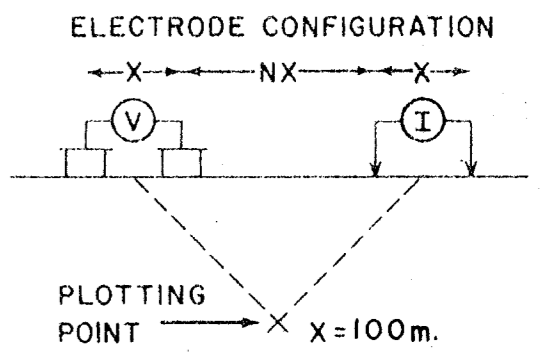 ELECTRODE CONFIGURATION
X NX X
V I
PLOTTING
POINT X = 100m.